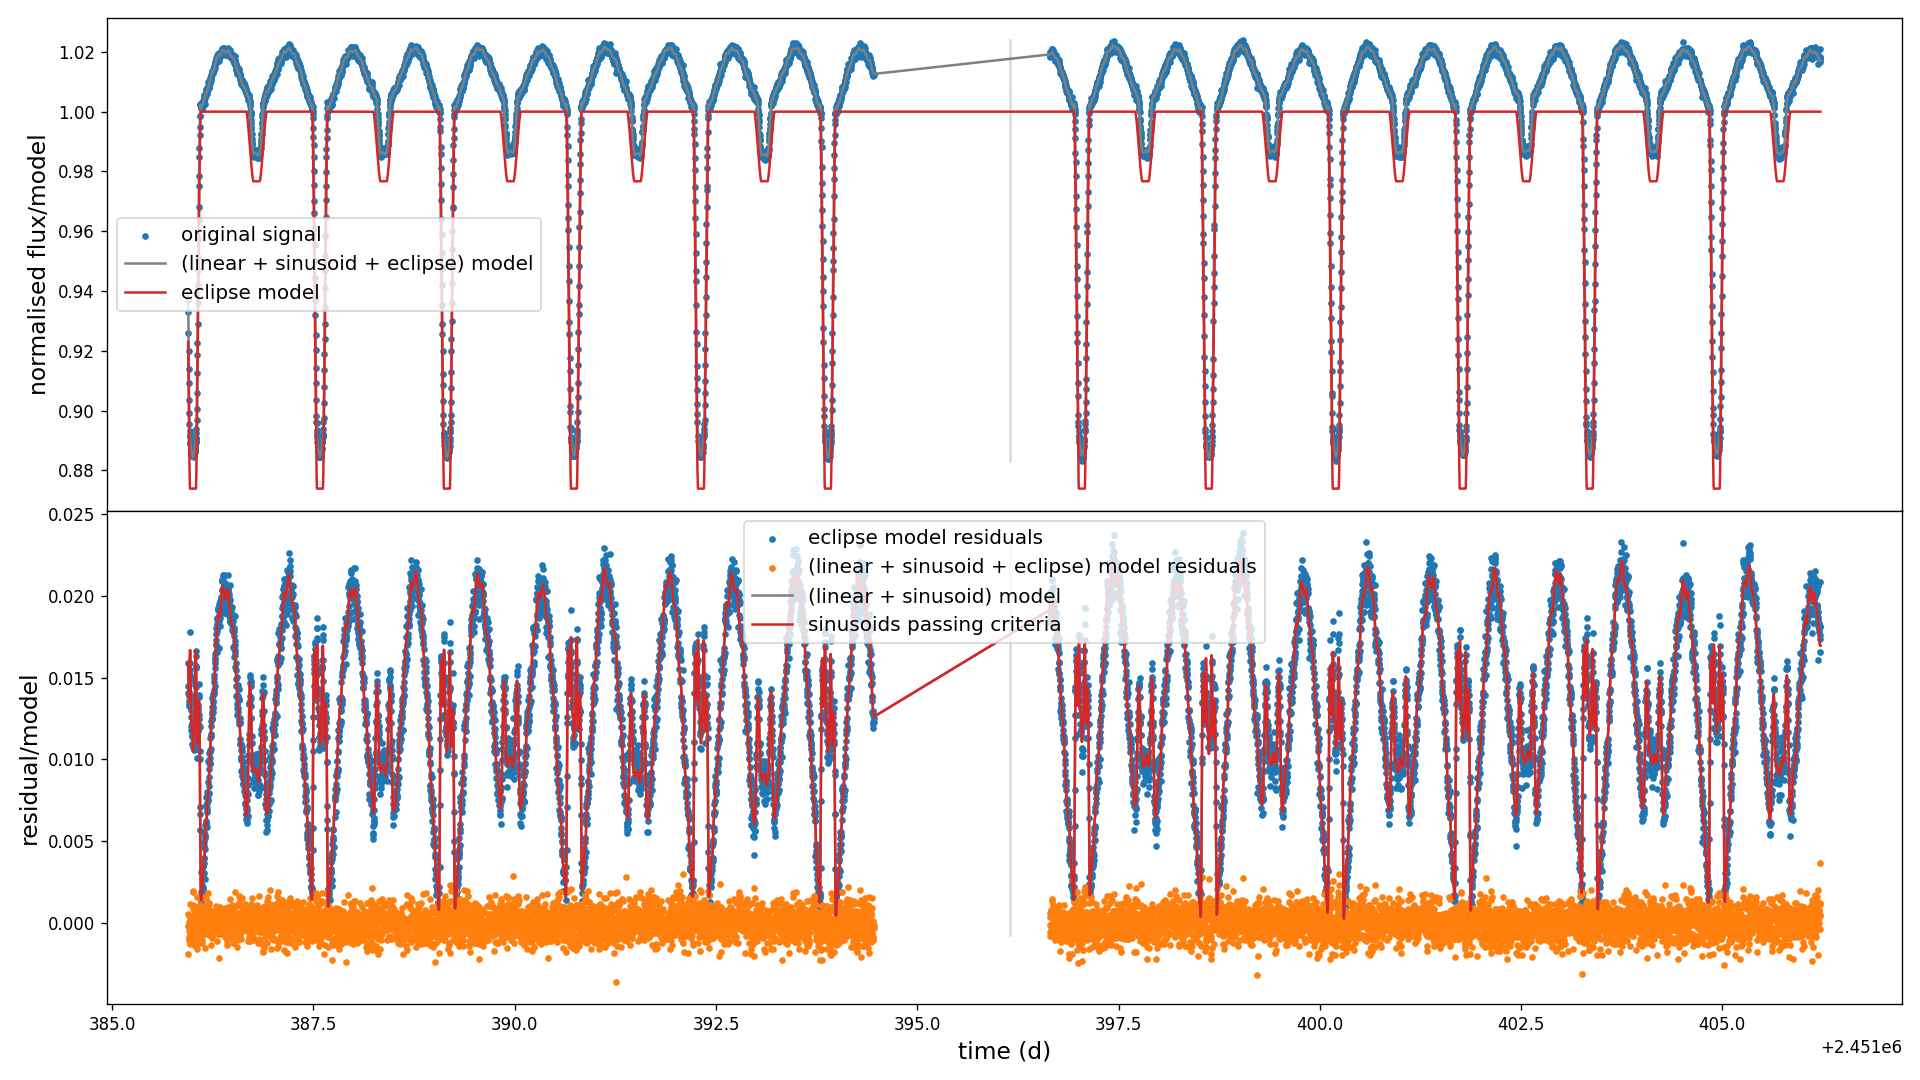 1.02
1.00
0.98
0.96
0.94
0.92
0.90
0.88
normalised flux/model
original signal
(linear + sinusoid + eclipse) model
eclipse model
0.025
0.020
0.015
0.010
0.005
0.000
residual/model
eclipse model residuals
(linear + sinusoid + eclipse) model residuals
(linear + sinusoid) model
sinusoids passing criteria
385.0 387.5 390.0 392.5 395.0 397.5 400.0 402.5 405.0
time (d)
+2.451e6